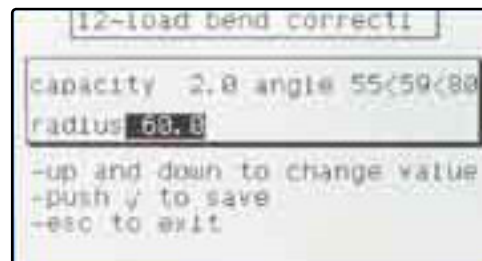 12-load bend correcti
capacity 2.0 angle 55<59<80
radius 60.0
-up and down to change value
-push √ to save
-esc to exit